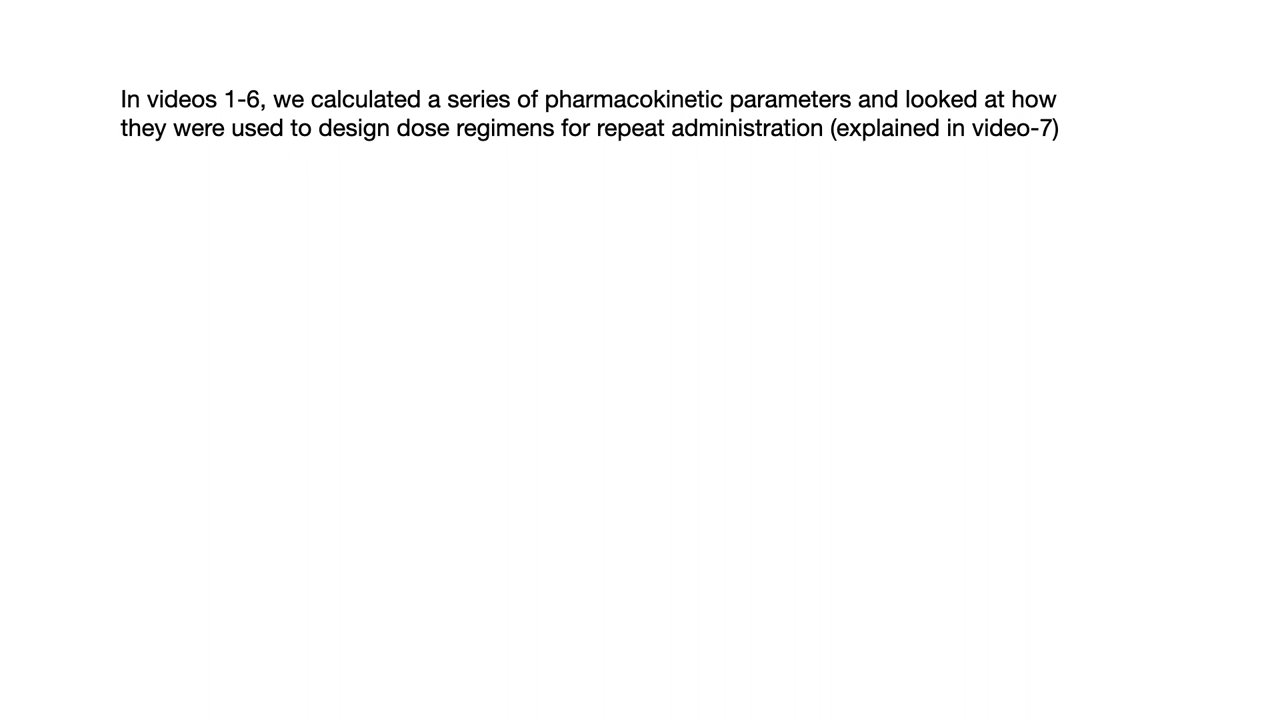 In videos 1-6, we calculated a series of pharmacokinetic parameters and looked at how
they were used to design dose regimens for repeat administration (explained in video-7)